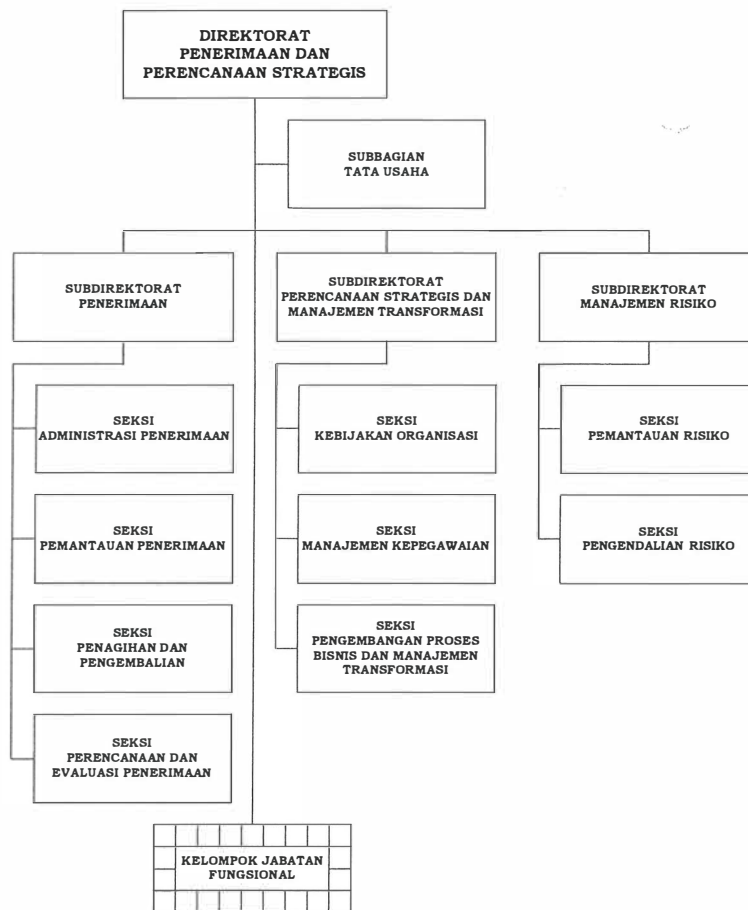 DIREKTORAT
PENERIMAAN DAN
PERENCANAAN STRATEGIS
SUBBAGIAN
TATA USAHA
SUBDIREKTORAT
PENERIMAAN
SUBDIREKTORAT
PERENCANAAN STRATEGIS DAN
MANAJEMEN TRANSFORMASI
SUBDIREKTORAT
MANAJEMEN RISIKO
SEKSI
ADMINISTRASI PENERIMAAN
SEKSI
PEMANTAUAN PENERIMAAN
SEKSI
PENAGIHAN DAN
PENGEMBALIAN
SEKSI
PERENCANAAN DAN
EVALUASI PENERIMAAN
SEKSI
KEBIJAKAN ORGANISASI
SEKSI
MANAJEMEN KEPEGAWAIAN
SEKSI
PENGEMBANGAN PROSES
BISNIS DAN MANAJEMEN
TRANSFORMASI
SEKSI
PEMANTAUAN RISIKO
SEKSI
PENGENDALIAN RISIKO
KELOMPOK JABATAN
FUNGSIONAL